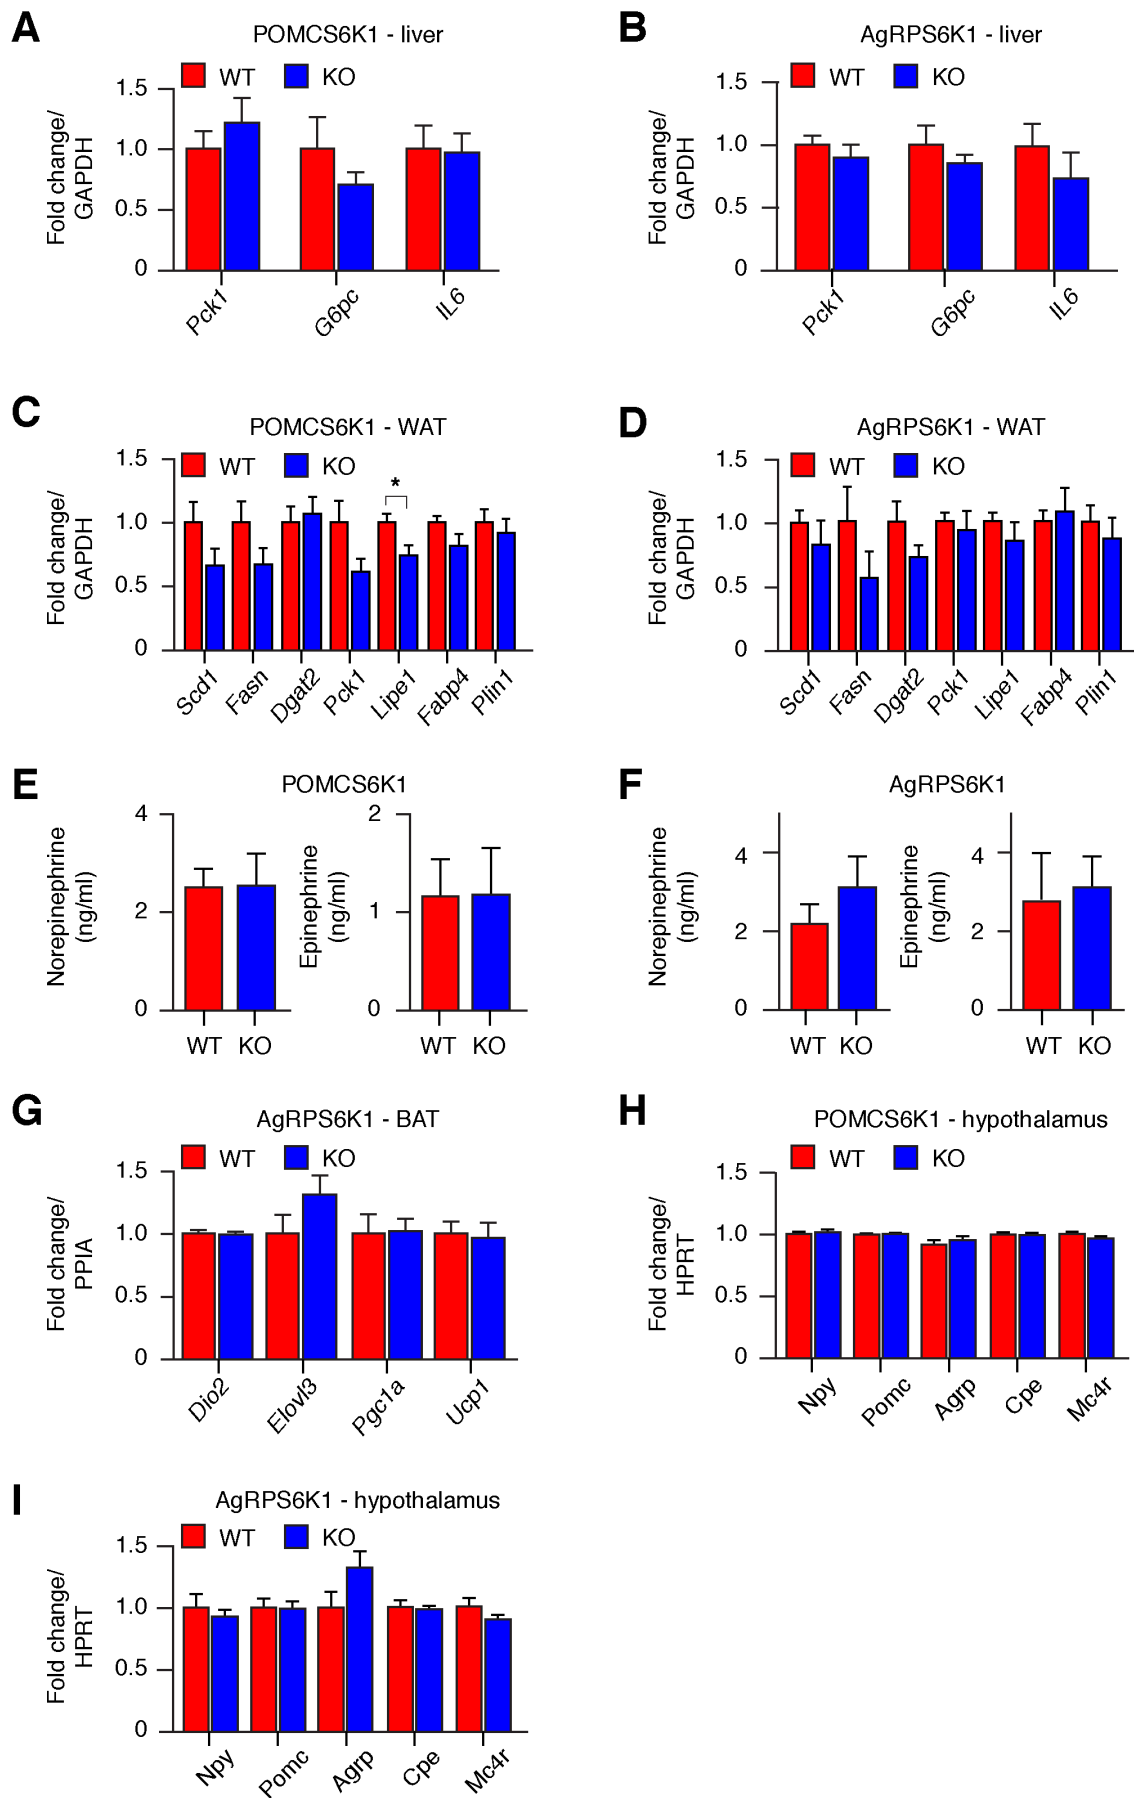 A
POMCS6K1 - liver
WT KO
Fold change/
GAPDH
1.5
1.0
0.5
0
Pck1 G6pc IL6
B
AgRPS6K1 - liver
WT KO
Fold change/
GAPDH
1.5
1.0
0.5
0
Pck1 G6pc IL6
C
POMCS6K1 - WAT
WT KO
Fold change/
GAPDH
1.5
1.0
0.5
0
*
Scd1 Fasn Dgat2 Pck1 Lipe1 Fabp4 Plin1
D
AgRPS6K1 - WAT
WT KO
Fold change/
GAPDH
1.5
1.0
0.5
0
Scd1 Fasn Dgat2 Pck1 Lipe1 Fabp4 Plin1
E
POMCS6K1
Norepinephrine
(ng/ml)
4
2
0
WT KO
Epinephrine
(ng/ml)
2
1
0
WT KO
F
AgRPS6K1
Norepinephrine
(ng/ml)
4
2
0
WT KO
Epinephrine
(ng/ml)
4
2
0
WT KO
G
AgRPS6K1 - BAT
WT KO
Fold change/
PPIA
1.5
1.0
0.5
0
Dio2 Elovl3 Pgc1a Ucp1
H
POMCS6K1 - hypothalamus
WT KO
Fold change/
HPRT
1.5
1.0
0.5
0
Npy Pomc Agrp Cpe Mc4r
I
AgRPS6K1 - hypothalamus
WT KO
Fold change/
HPRT
1.5
1.0
0.5
0
Npy Pomc Agrp Cpe Mc4r